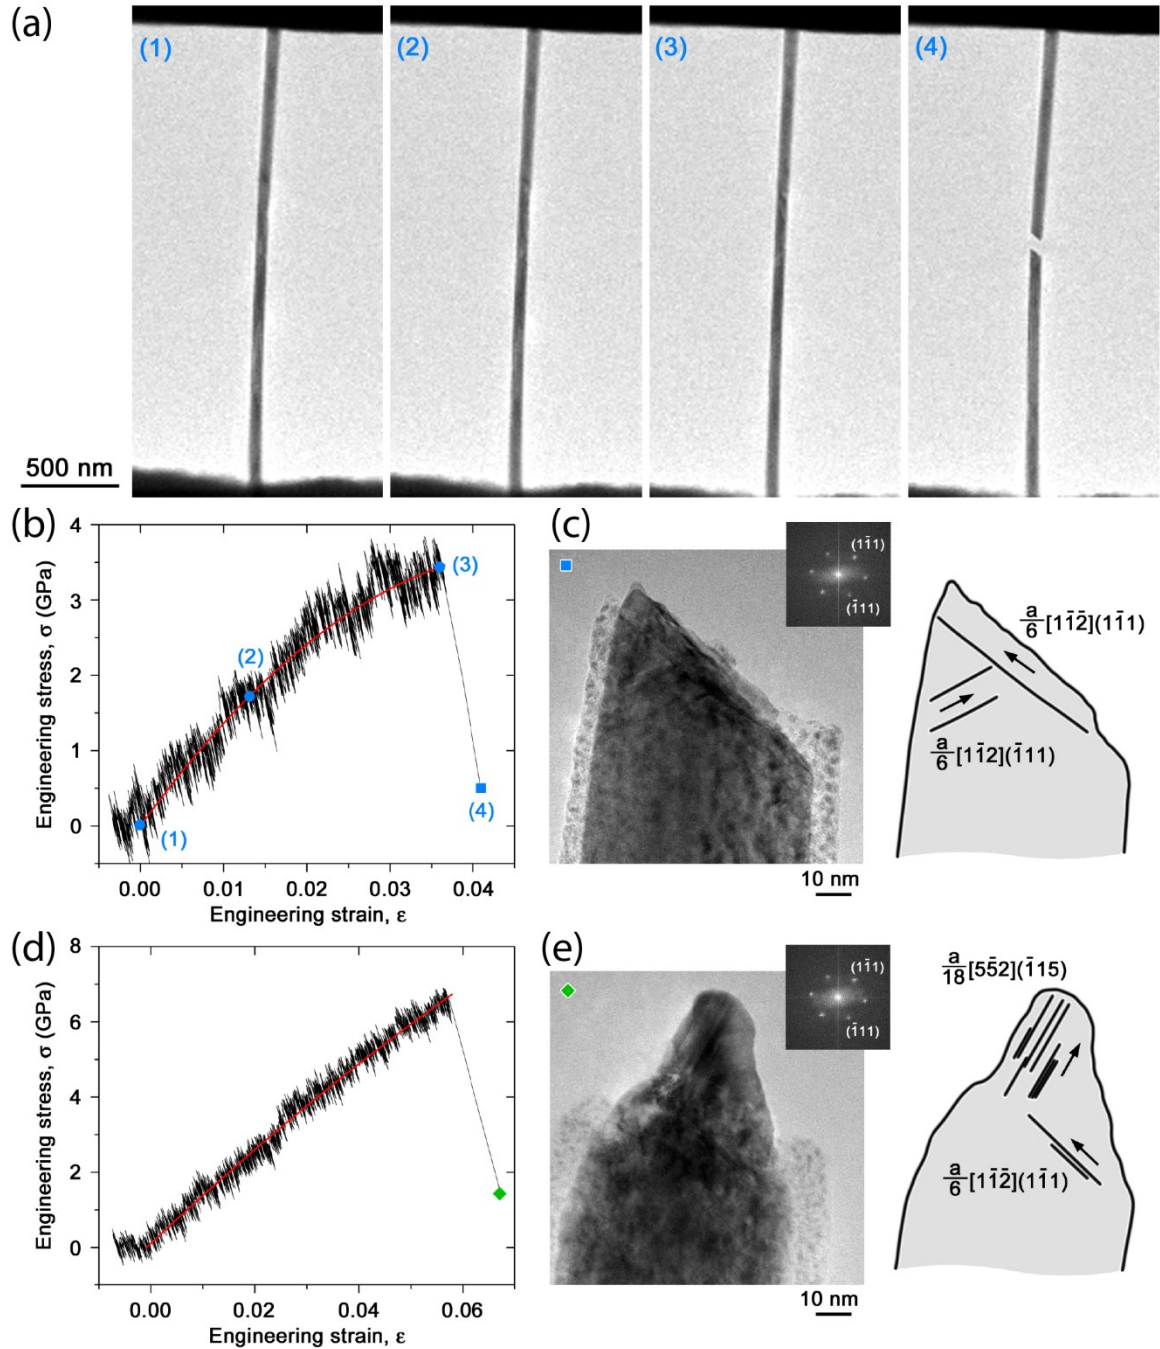 (a)
(1)
(2)
(3)
(4)
500 nm
(b)
4
3
2
1
0
Engineering stress, σ (GPa)
(1)
(2)
(3)
(4)
0.00 0.01 0.02 0.03 0.04
Engineering strain, ε
(c)
(11̄1)
(1̄11)
10 nm
a/6[11̄2̄](11̄1)
a/6[11̄2](1̄11)
(d)
8
6
4
2
0
Engineering stress, σ (GPa)
0.00 0.02 0.04 0.06
Engineering strain, ε
(e)
(11̄1)
(1̄11)
10 nm
a/18[55̄2](1̄15)
a/6[11̄2̄](11̄1)